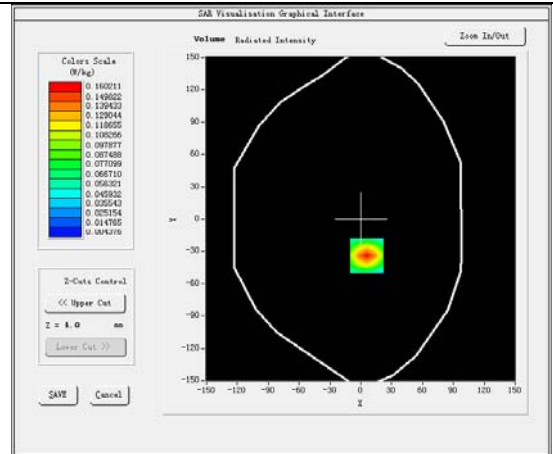 SAR Visualisation Graphical Interface
Volume Radiated Intensity
Zoom In/Out
Colors Scale
(W/kg)
0.160211
0.149822
0.139433
0.129044
0.118655
0.108266
0.097877
0.087488
0.077099
0.066710
0.056321
0.045932
0.035543
0.025154
0.014765
0.004376
150
120
90
60
30
0
-30
-60
-90
-120
-150
Y
-150 -120 -90 -60 -30 0 30 60 90 120 150
X
Z-Cuts Control
<< Upper Cut
Z = 4.0 mm
Lower Cut >>
SAVE
Cancel